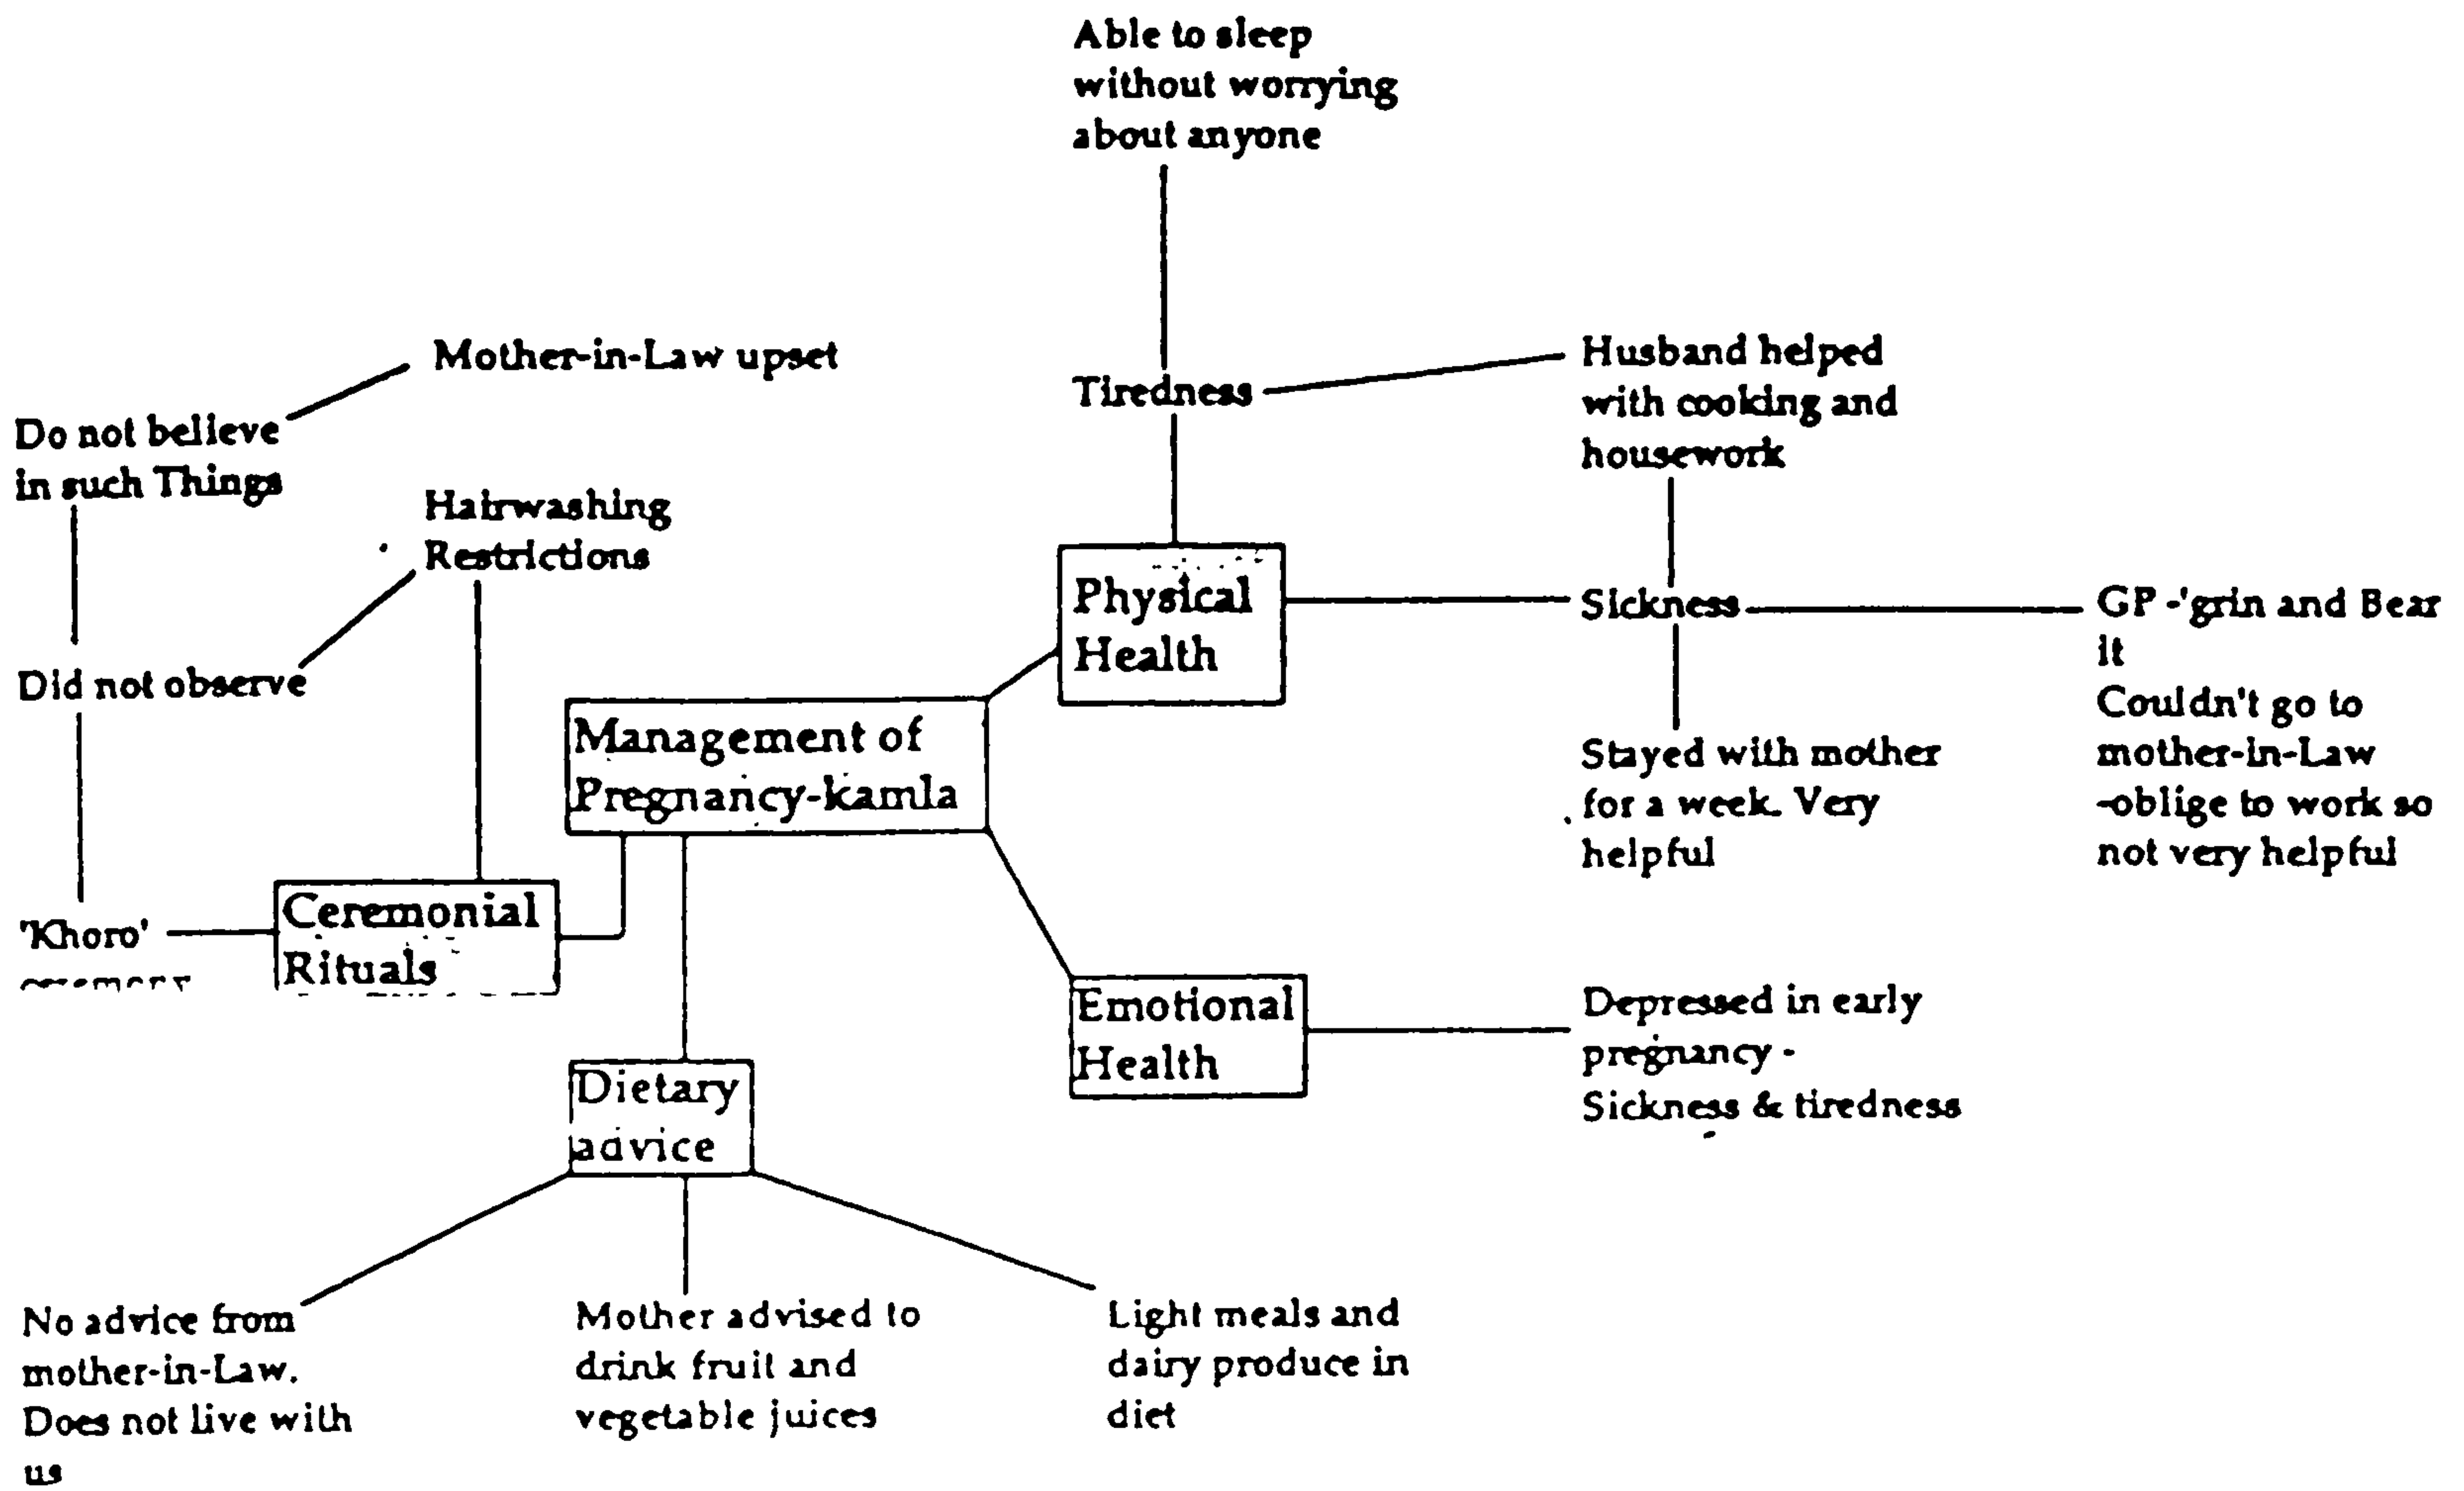 Able to sleep
without worrying
about anyone
Mother-in-Law upset
Do not believe
in such Things
Hairwashing
Restrictions
Did not observe
Tiredness
Husband helped
with cooking and
housework
Physical
Health
Sickness
GP -'grin and Bear
it
Couldn't go to
mother-in-Law
-oblige to work so
not very helpful
Stayed with mother
for a week. Very
helpful
Management of
Pregnancy-kamla
'Khoro'
Ceremonial
Rituals
Emotional
Health
Depressed in early
pregnancy -
Sickness & tiredness
Dietary
advice
No advice from
mother-in-Law.
Does not live with
us
Mother advised to
drink fruit and
vegetable juices
Light meals and
dairy produce in
diet